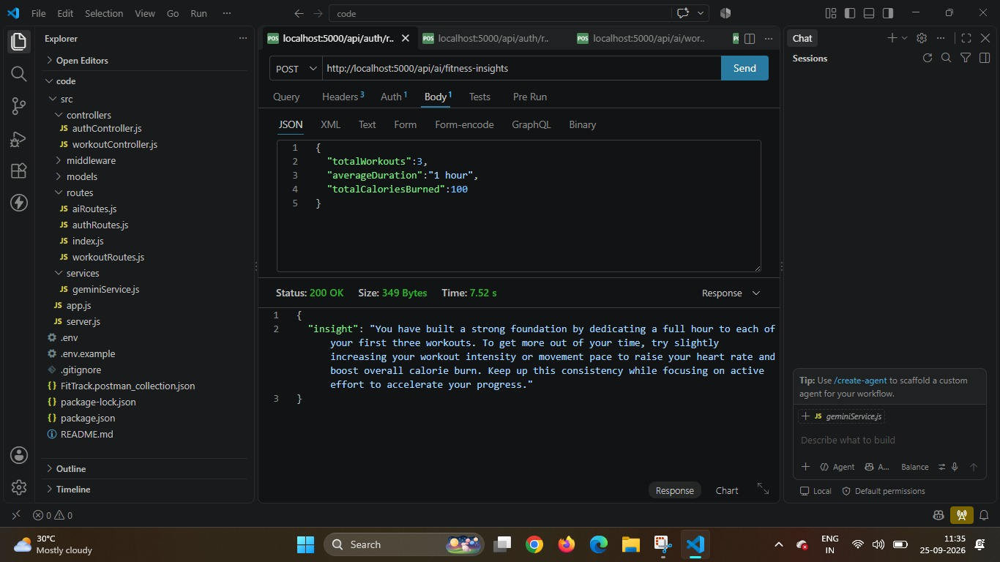 File Edit Selection View Go Run ··· code
Explorer ···
Open Editors
code
src
controllers
JS authController.js
JS workoutController.js
middleware
models
routes
JS aiRoutes.js
JS authRoutes.js
JS index.js
JS workoutRoutes.js
services
JS geminiService.js
JS app.js
JS server.js
.env
.env.example
.gitignore
{} FitTrack.postman_collection.json
{} package-lock.json
{} package.json
README.md
Outline
Timeline
POS localhost:5000/api/auth/r.. POS localhost:5000/api/auth/r.. POS localhost:5000/api/ai/wor.. ···
POST http://localhost:5000/api/ai/fitness-insights Send
Query Headers 3 Auth 1 Body 1 Tests Pre Run
JSON XML Text Form Form-encode GraphQL Binary
1 {
2 "totalWorkouts":3,
3 "averageDuration":"1 hour",
4 "totalCaloriesBurned":100
5 }
Status: 200 OK Size: 349 Bytes Time: 7.52 s Response
1 {
2 "insight": "You have built a strong foundation by dedicating a full hour to each of
your first three workouts. To get more out of your time, try slightly
increasing your workout intensity or movement pace to raise your heart rate and
boost overall calorie burn. Keep up this consistency while focusing on active
effort to accelerate your progress."
3 }
Response Chart
Chat ···
Sessions
Tip: Use /create-agent to scaffold a custom
agent for your workflow.
JS geminiService.js
Describe what to build
Agent A... Balance
Local Default permissions
0 0
30°C
Mostly cloudy
Search
ENG
IN
11:35
25-09-2026